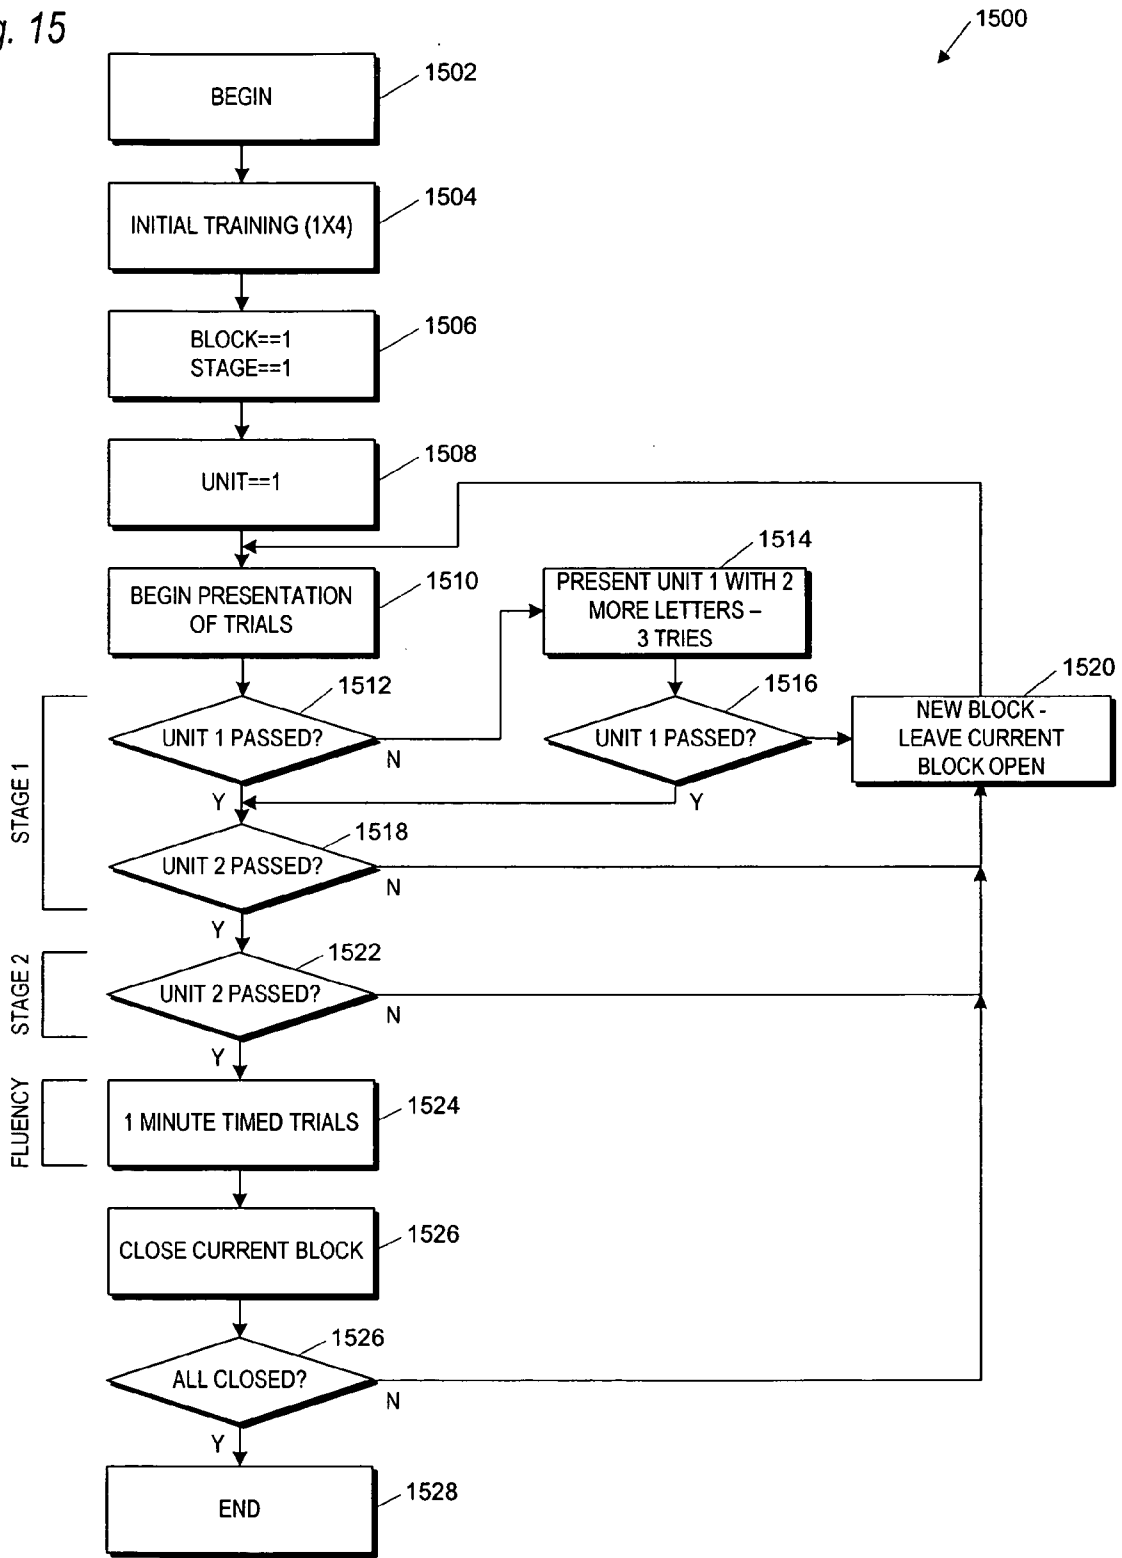 g. 15
1500
1502
BEGIN
1504
INITIAL TRAINING (1X4)
1506
BLOCK==1
STAGE==1
1508
UNIT==1
1510
BEGIN PRESENTATION
OF TRIALS
1514
PRESENT UNIT 1 WITH 2
MORE LETTERS –
3 TRIES
1512
UNIT 1 PASSED?
N
Y
1516
UNIT 1 PASSED?
Y
1520
NEW BLOCK -
LEAVE CURRENT
BLOCK OPEN
STAGE 1
1518
UNIT 2 PASSED?
N
Y
STAGE 2
1522
UNIT 2 PASSED?
N
Y
FLUENCY
1524
1 MINUTE TIMED TRIALS
1526
CLOSE CURRENT BLOCK
1526
ALL CLOSED?
N
Y
1528
END